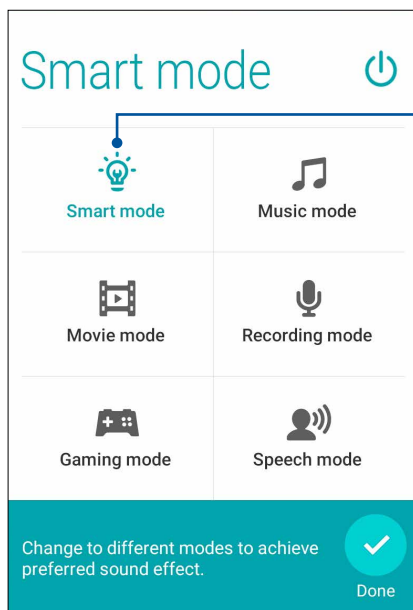 Smart mode
Smart mode
Music mode
Movie mode
Recording mode
Gaming mode
Speech mode
Change to different modes to achieve
preferred sound effect.
Done